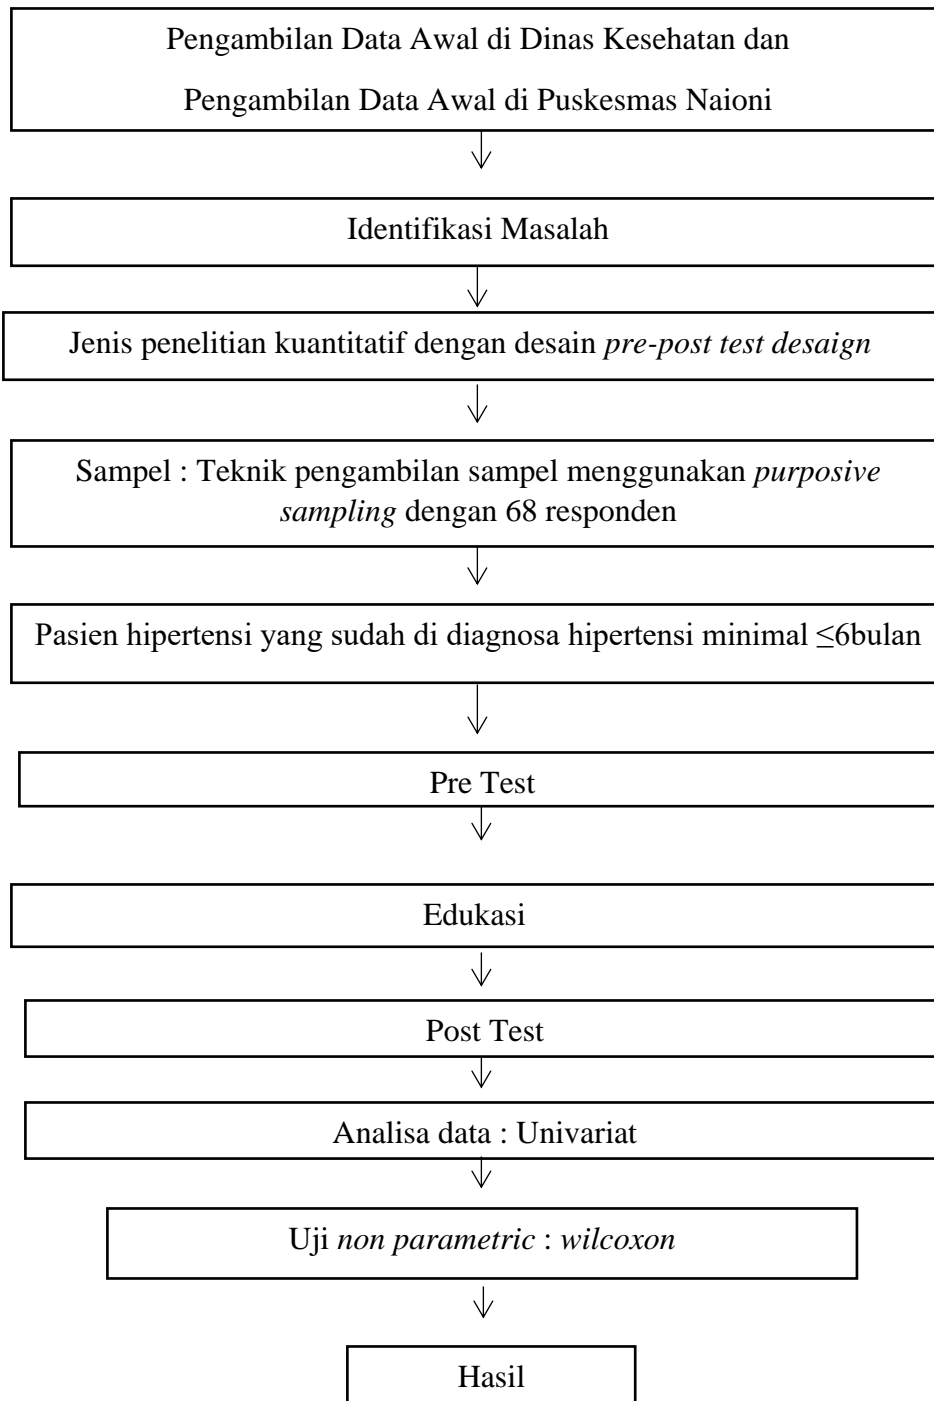 Pengambilan Data Awal di Dinas Kesehatan dan
Pengambilan Data Awal di Puskesmas Naioni
Identifikasi Masalah
Jenis penelitian kuantitatif dengan desain pre-post test desaign
Sampel : Teknik pengambilan sampel menggunakan purposive
sampling dengan 68 responden
Pasien hipertensi yang sudah di diagnosa hipertensi minimal ≤6bulan
Pre Test
Edukasi
Post Test
Analisa data : Univariat
Uji non parametric : wilcoxon
Hasil